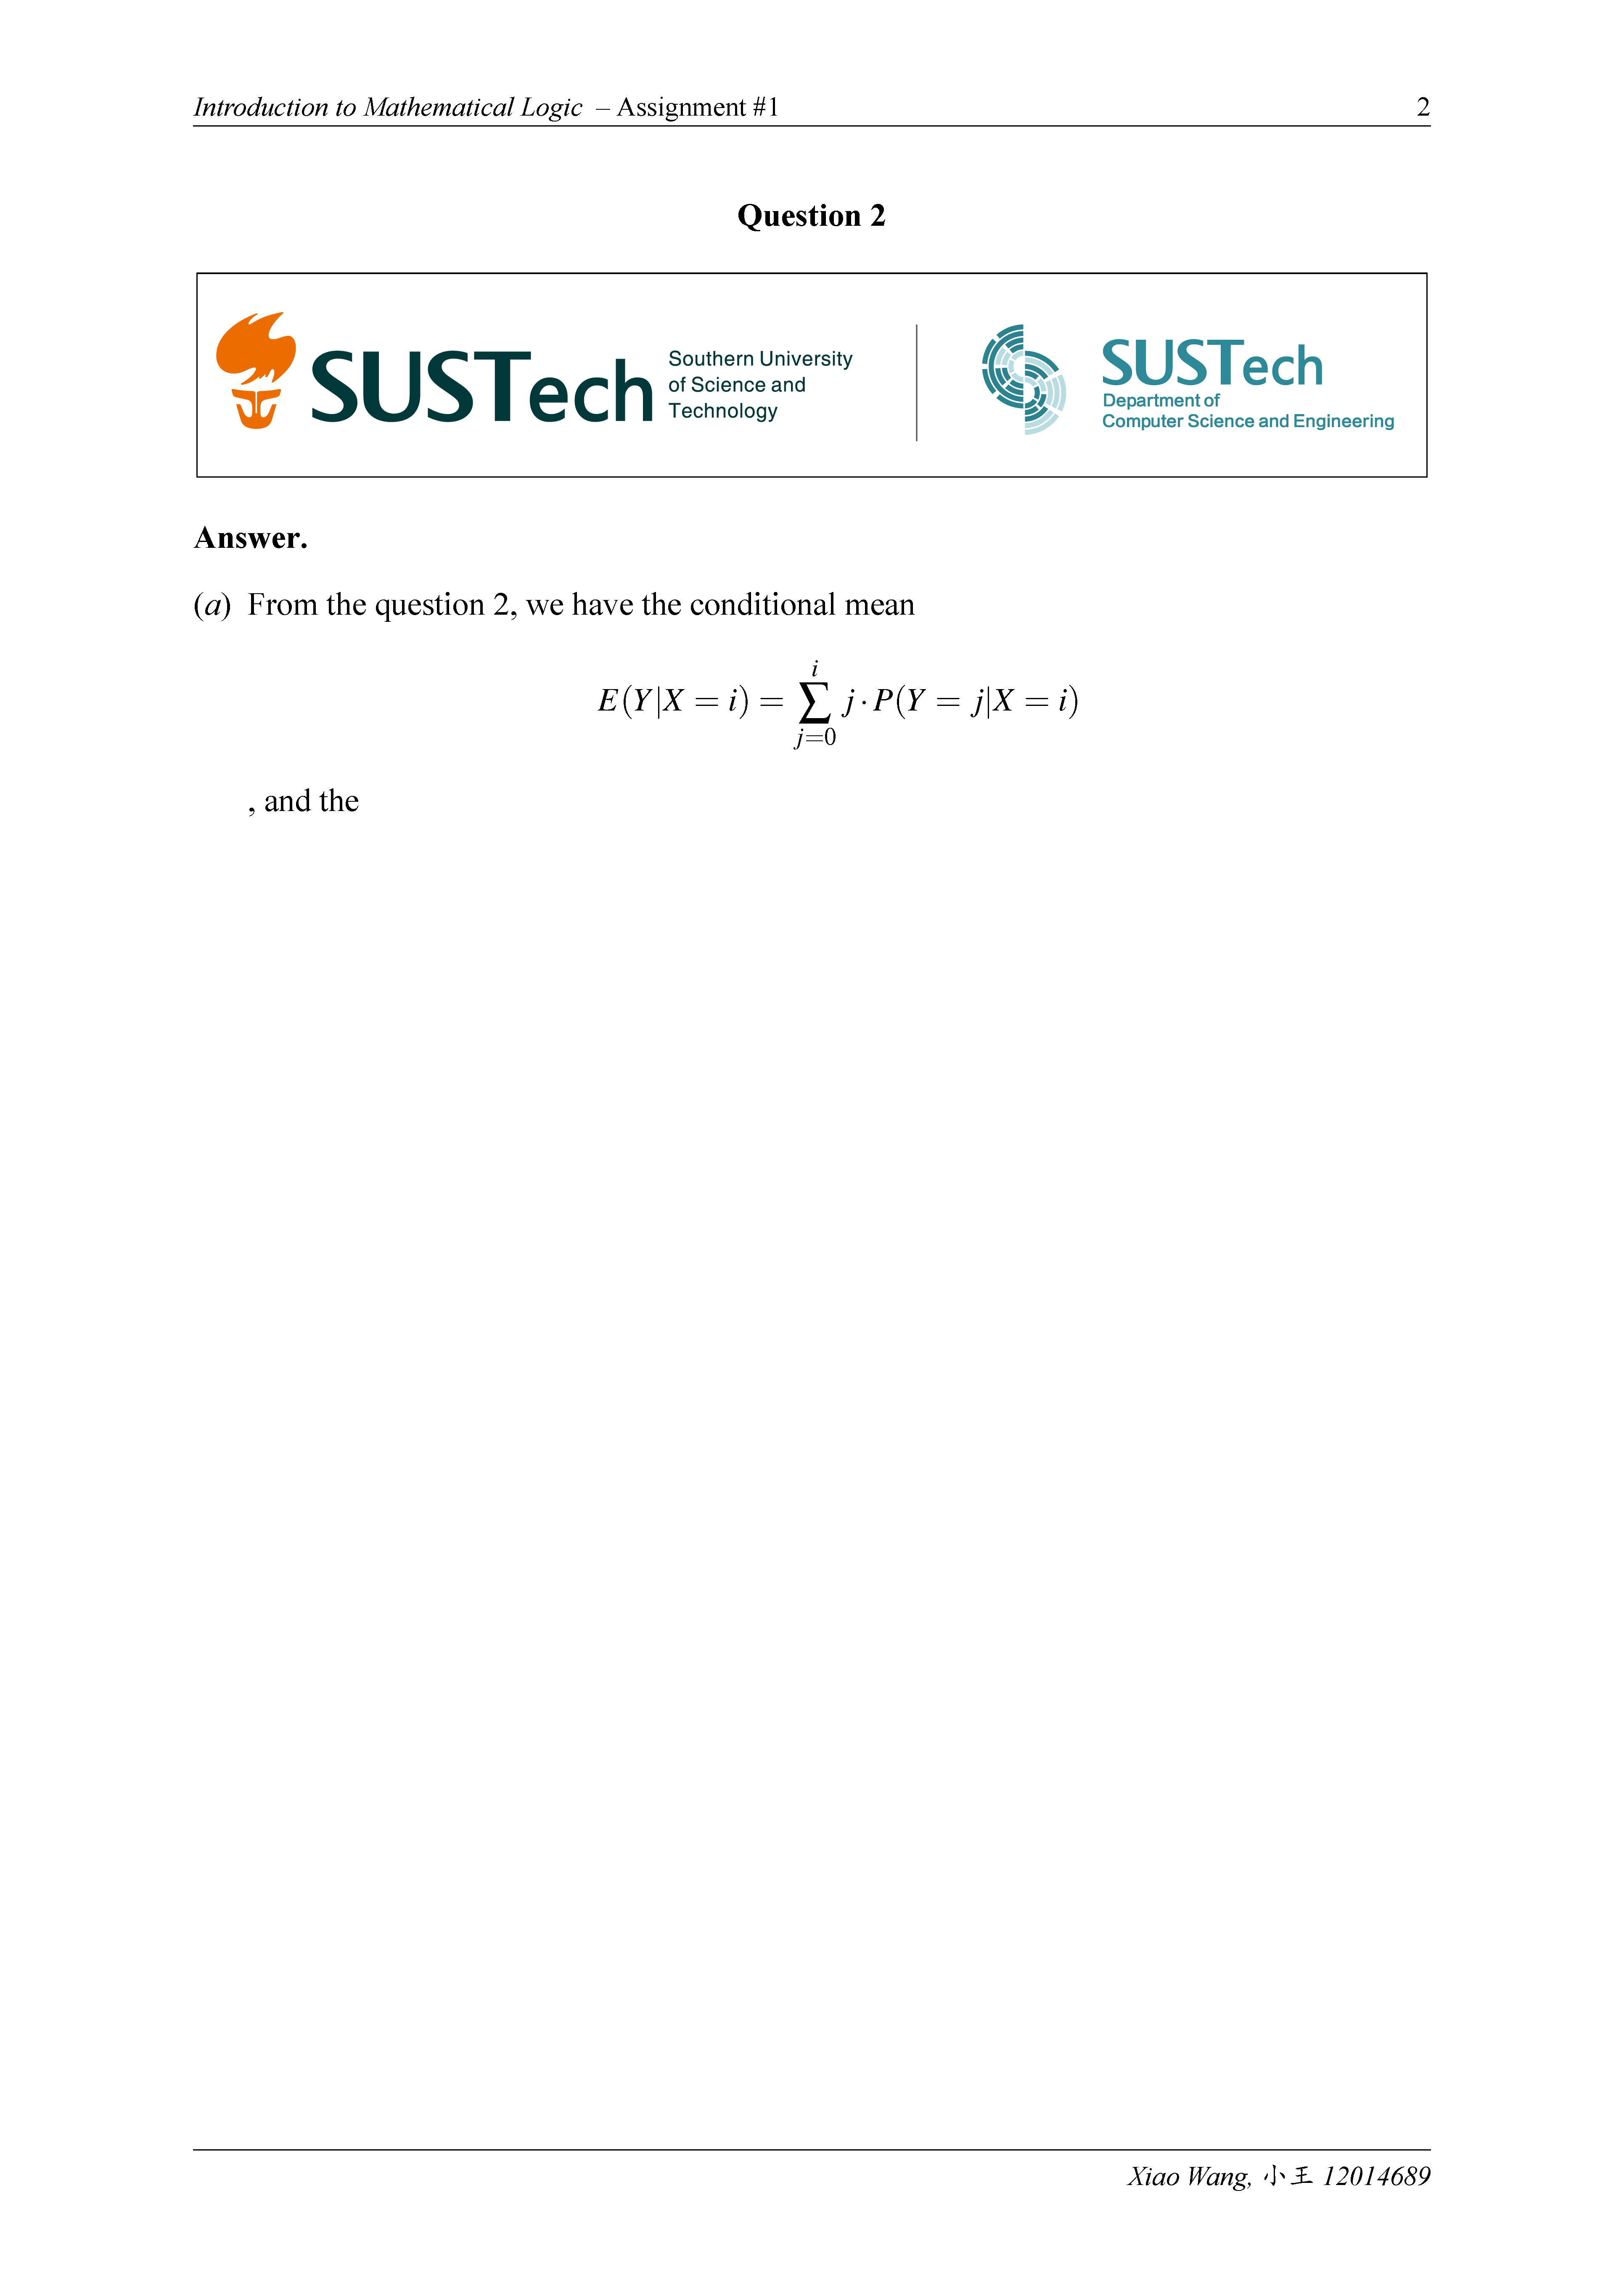 Introduction to Mathematical Logic – Assignment #1 2
Question 2
SUSTech
Southern University
of Science and
Technology
SUSTech
Department of
Computer Science and Engineering
Answer.
(a) From the question 2, we have the conditional mean
E(Y|X = i) = ∑_{j=0}^{i} j · P(Y = j|X = i)
, and the
Xiao Wang, 小王 12014689